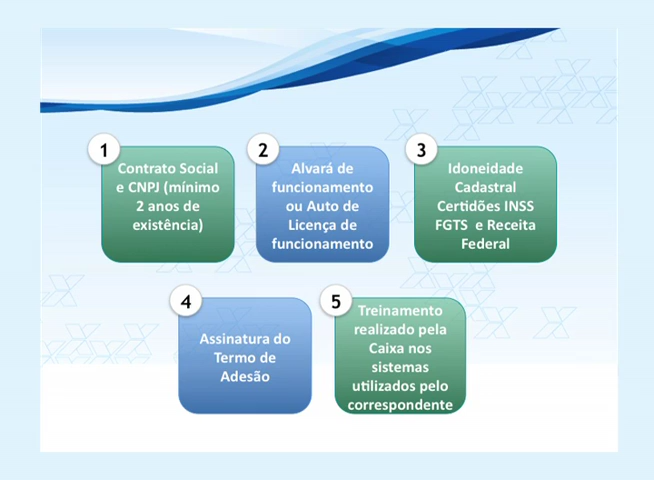 1
Contrato Social
e CNPJ (mínimo
2 anos de
existência)
2
Alvará de
funcionamento
ou Auto de
Licença de
funcionamento
3
Idoneidade
Cadastral
Certidões INSS
FGTS e Receita
Federal
4
Assinatura do
Termo de
Adesão
5
Treinamento
realizado pela
Caixa nos
sistemas
utilizados pelo
correspondente